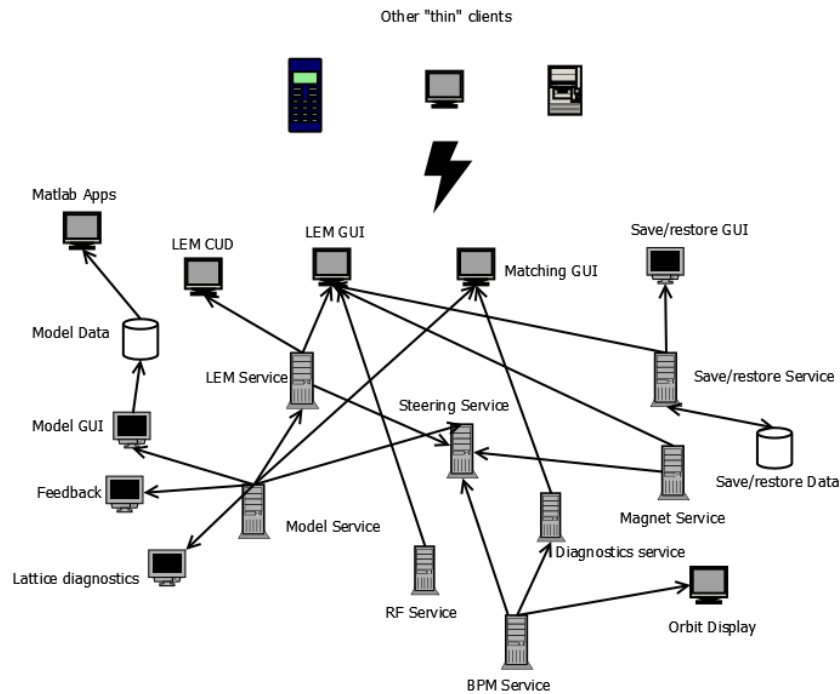 Other "thin" clients
Matlab Apps
LEM CUD
LEM GUI
Matching GUI
Save/restore GUI
Model Data
LEM Service
Save/restore Service
Steering Service
Model GUI
Feedback
Save/restore Data
Model Service
Magnet Service
Diagnostics service
Lattice diagnostics
RF Service
Orbit Display
BPM Service